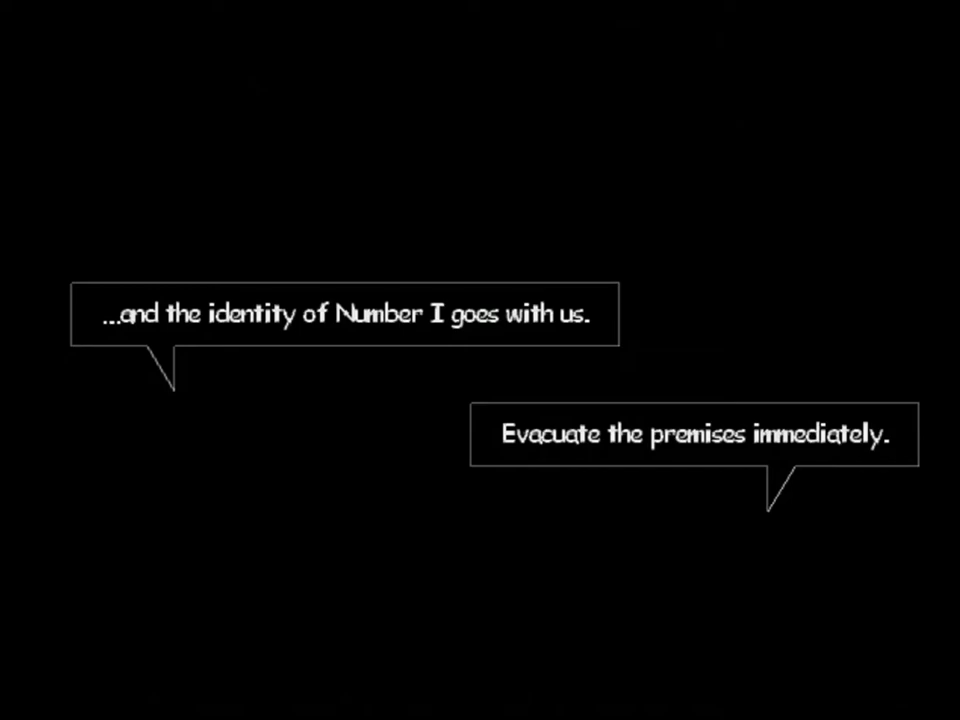 ...and the identity of Number I goes with us.
Evacuate the premises immediately.